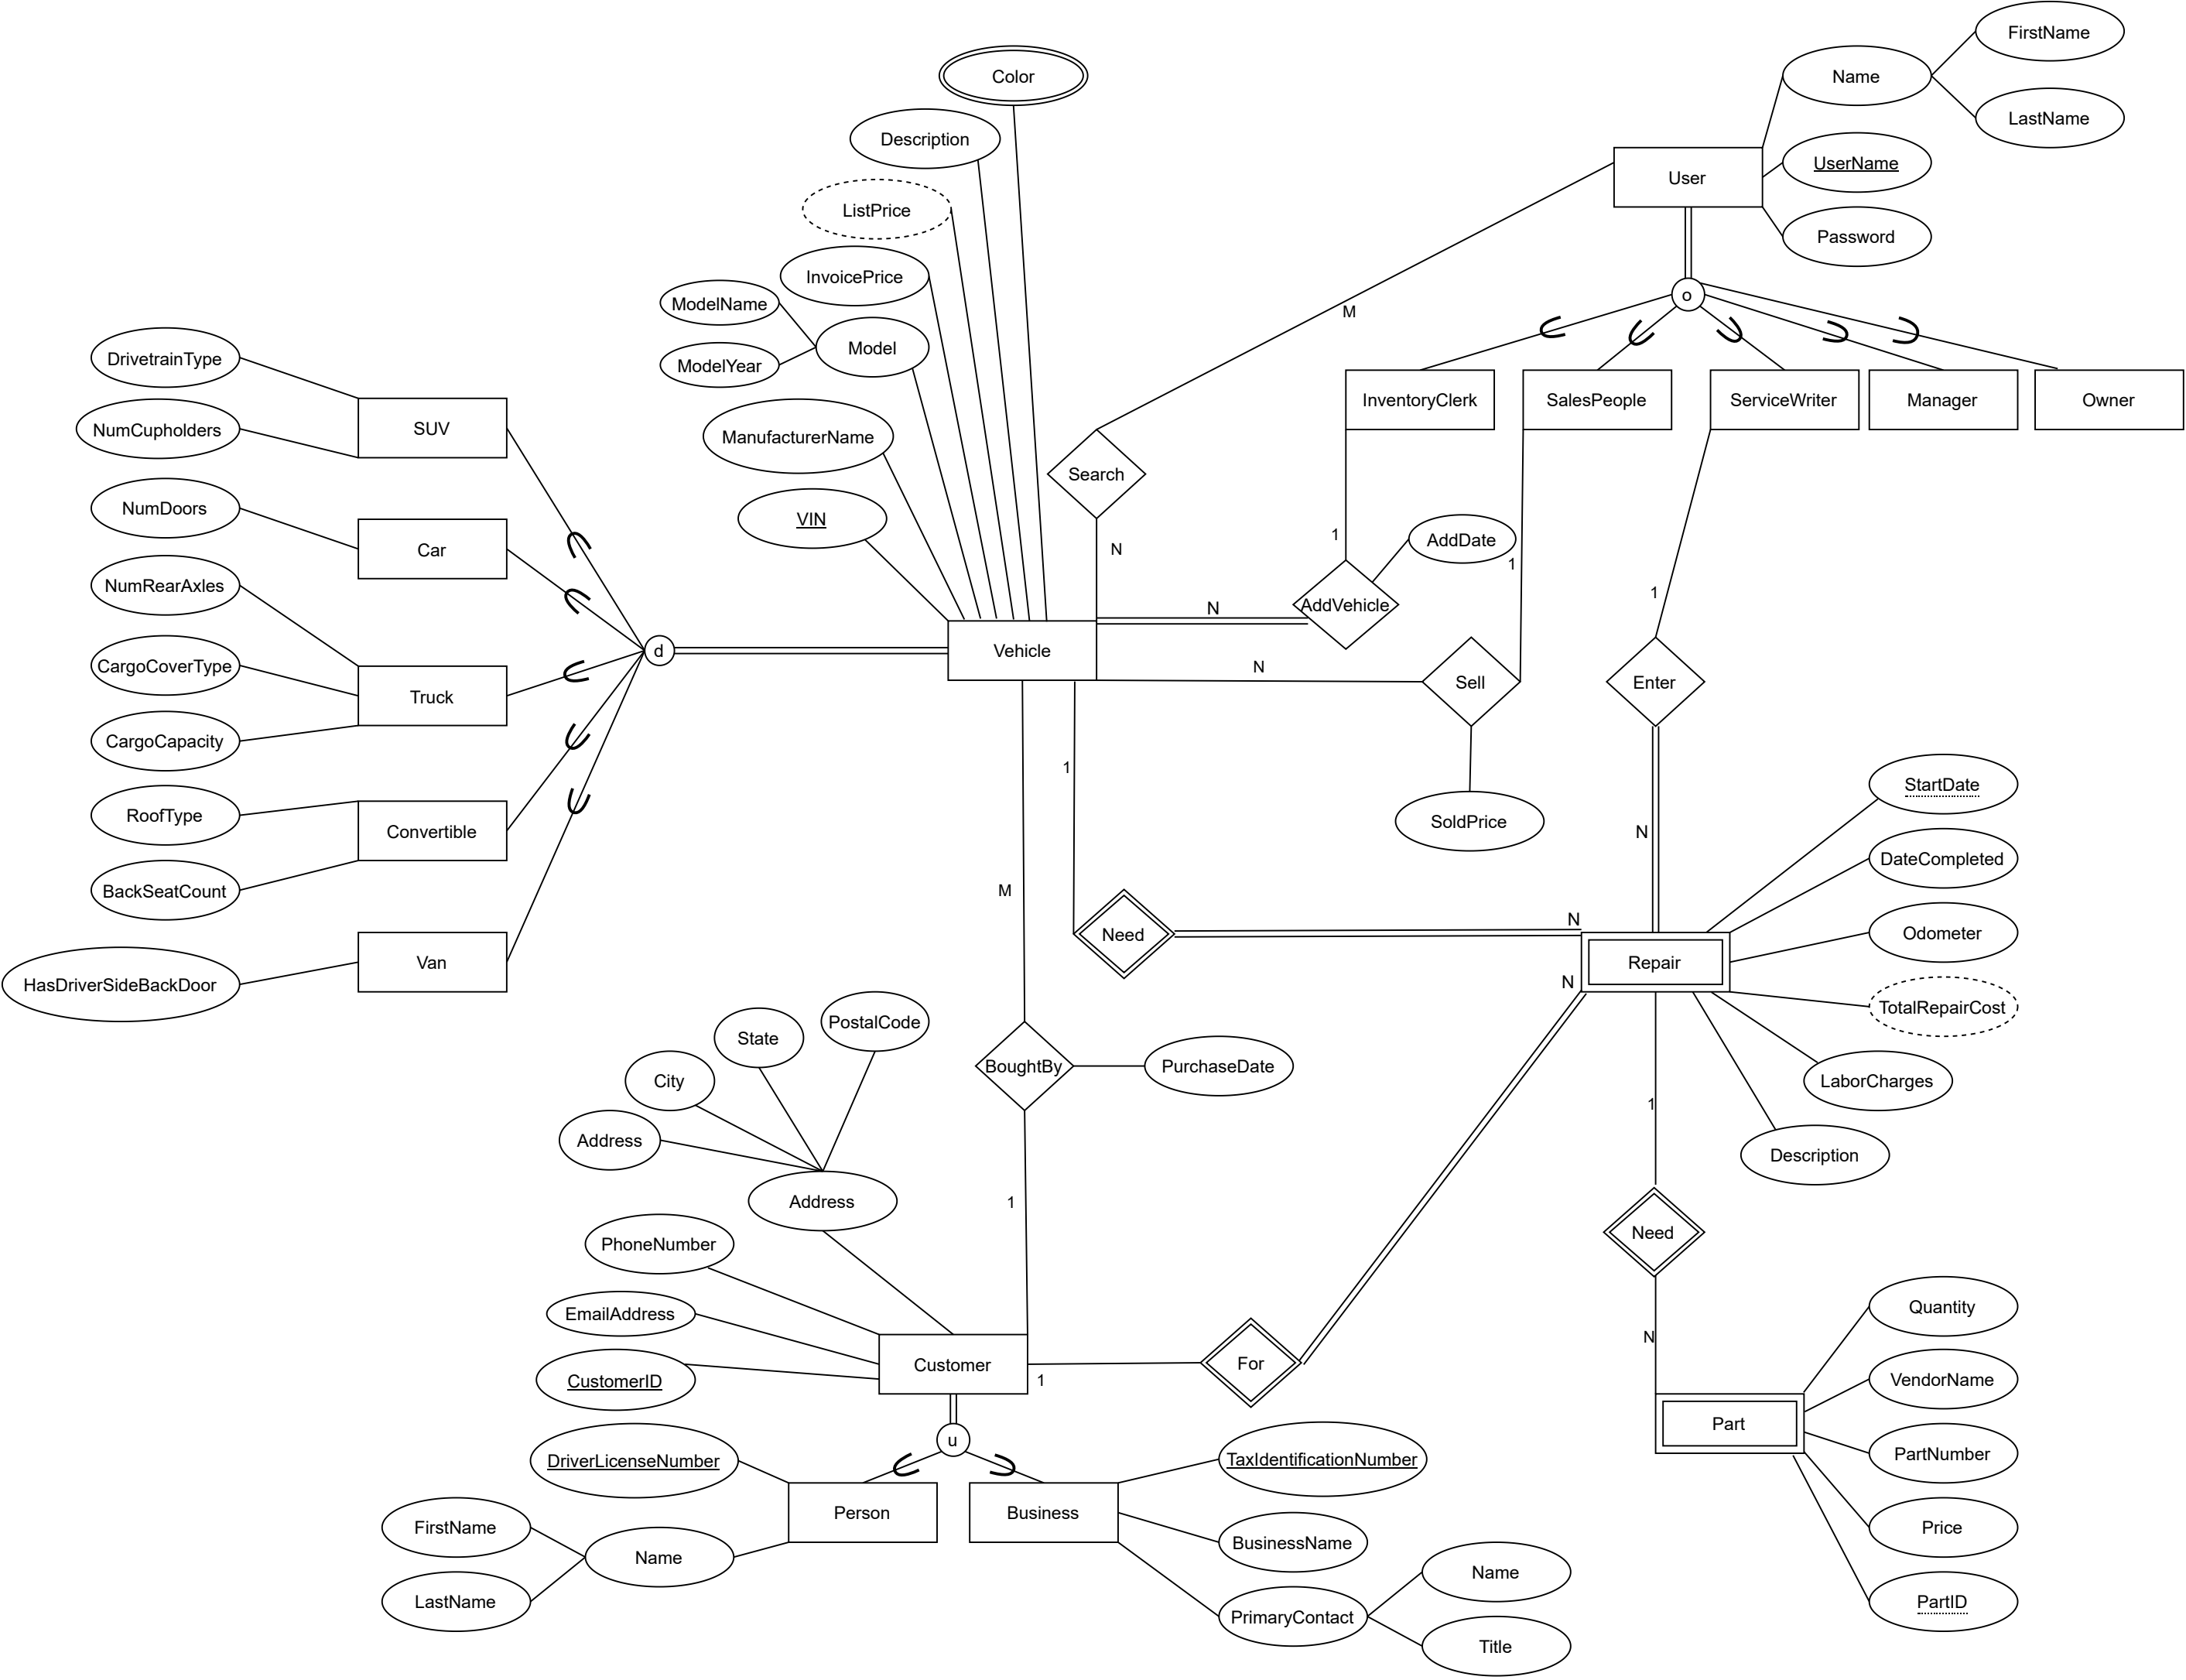 FirstName
Color
Name
LastName
Description
UserName
User
ListPrice
Password
InvoicePrice
o
ModelName
M
Model
DrivetrainType
ModelYear
InventoryClerk
SalesPeople
ServiceWriter
Manager
Owner
SUV
NumCupholders
ManufacturerName
Search
NumDoors
VIN
1
AddDate
Car
N
1
NumRearAxles
1
N
AddVehicle
CargoCoverType
d
Vehicle
N
Truck
Sell
Enter
CargoCapacity
1
StartDate
RoofType
Convertible
SoldPrice
N
DateCompleted
BackSeatCount
M
N
Need
Odometer
Van
Repair
HasDriverSideBackDoor
N
TotalRepairCost
PostalCode
State
City
BoughtBy
PurchaseDate
LaborCharges
1
Address
Description
Address
1
Need
PhoneNumber
EmailAddress
Quantity
N
Customer
For
CustomerID
1
VendorName
Part
u
DriverLicenseNumber
TaxIdentificationNumber
PartNumber
Person
Business
FirstName
Price
BusinessName
Name
Name
LastName
PartID
PrimaryContact
Title